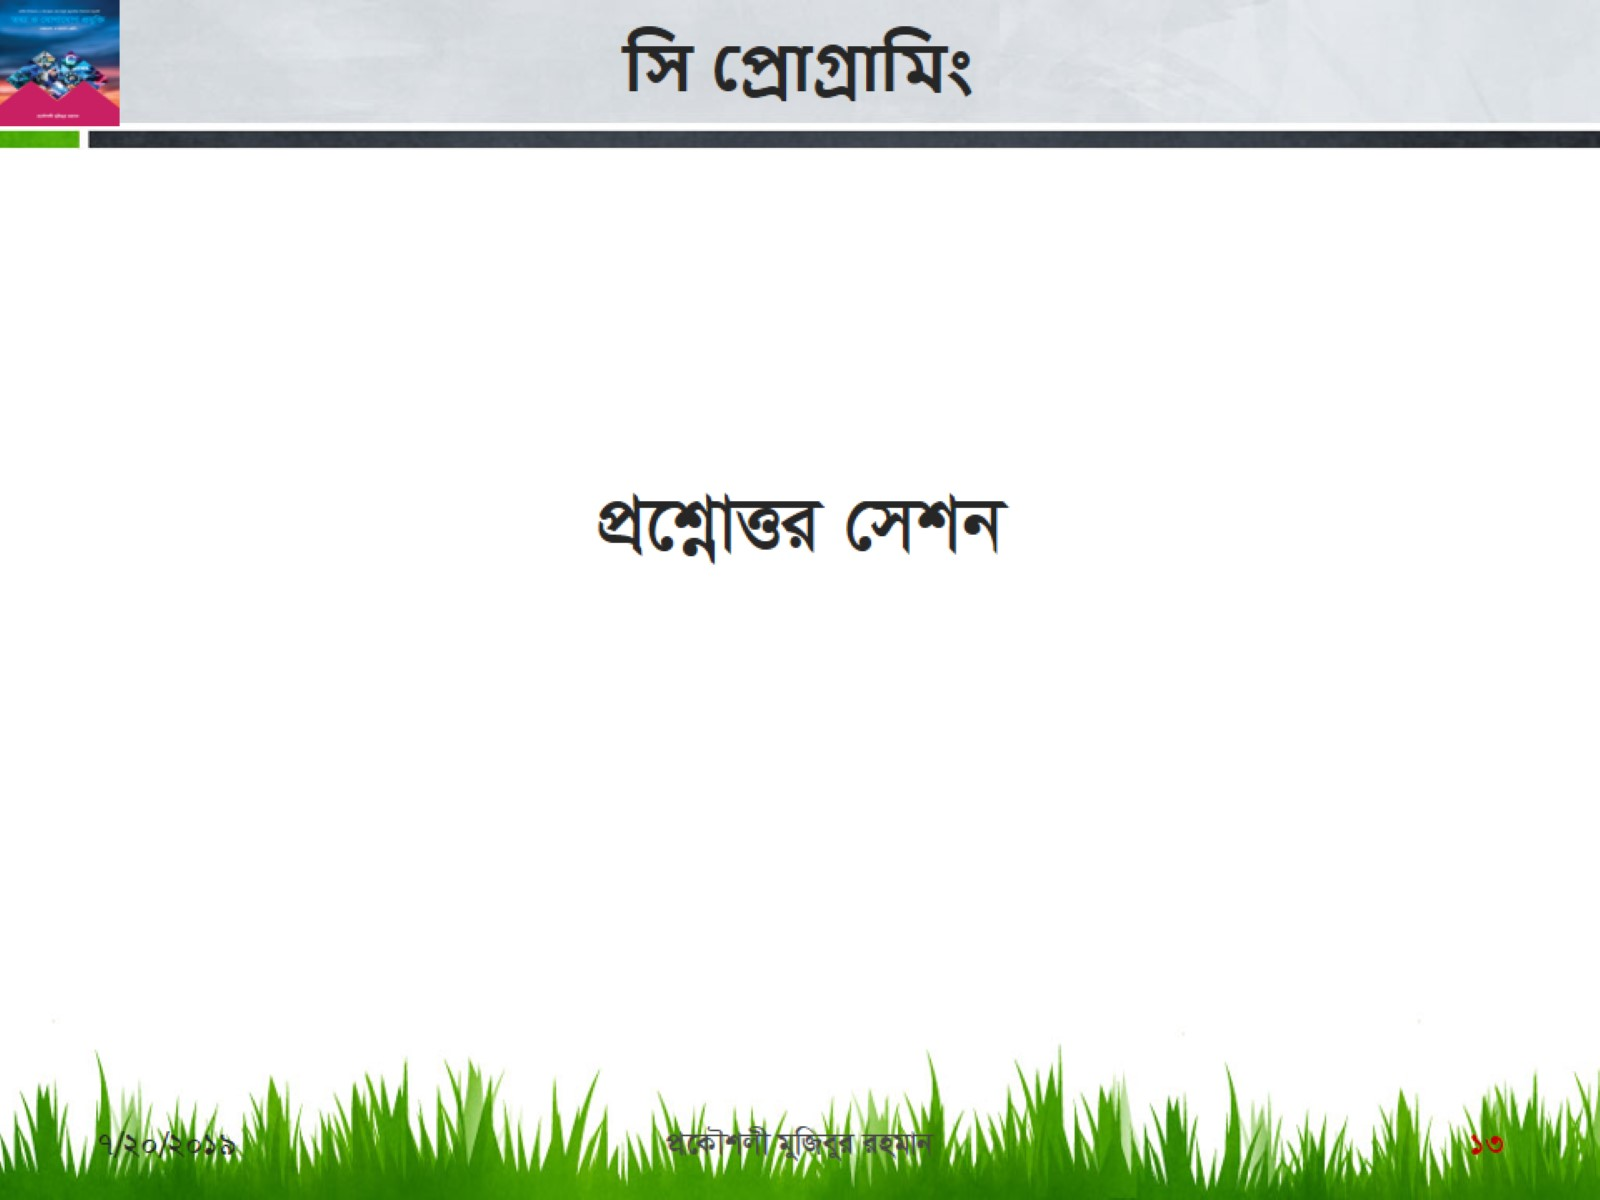 সি প্রোগ্রামিং
প্রশ্নোত্তর সেশন
৭/২০/২০১৯
প্রকৌশলী মুজিবুর রহমান
১৩